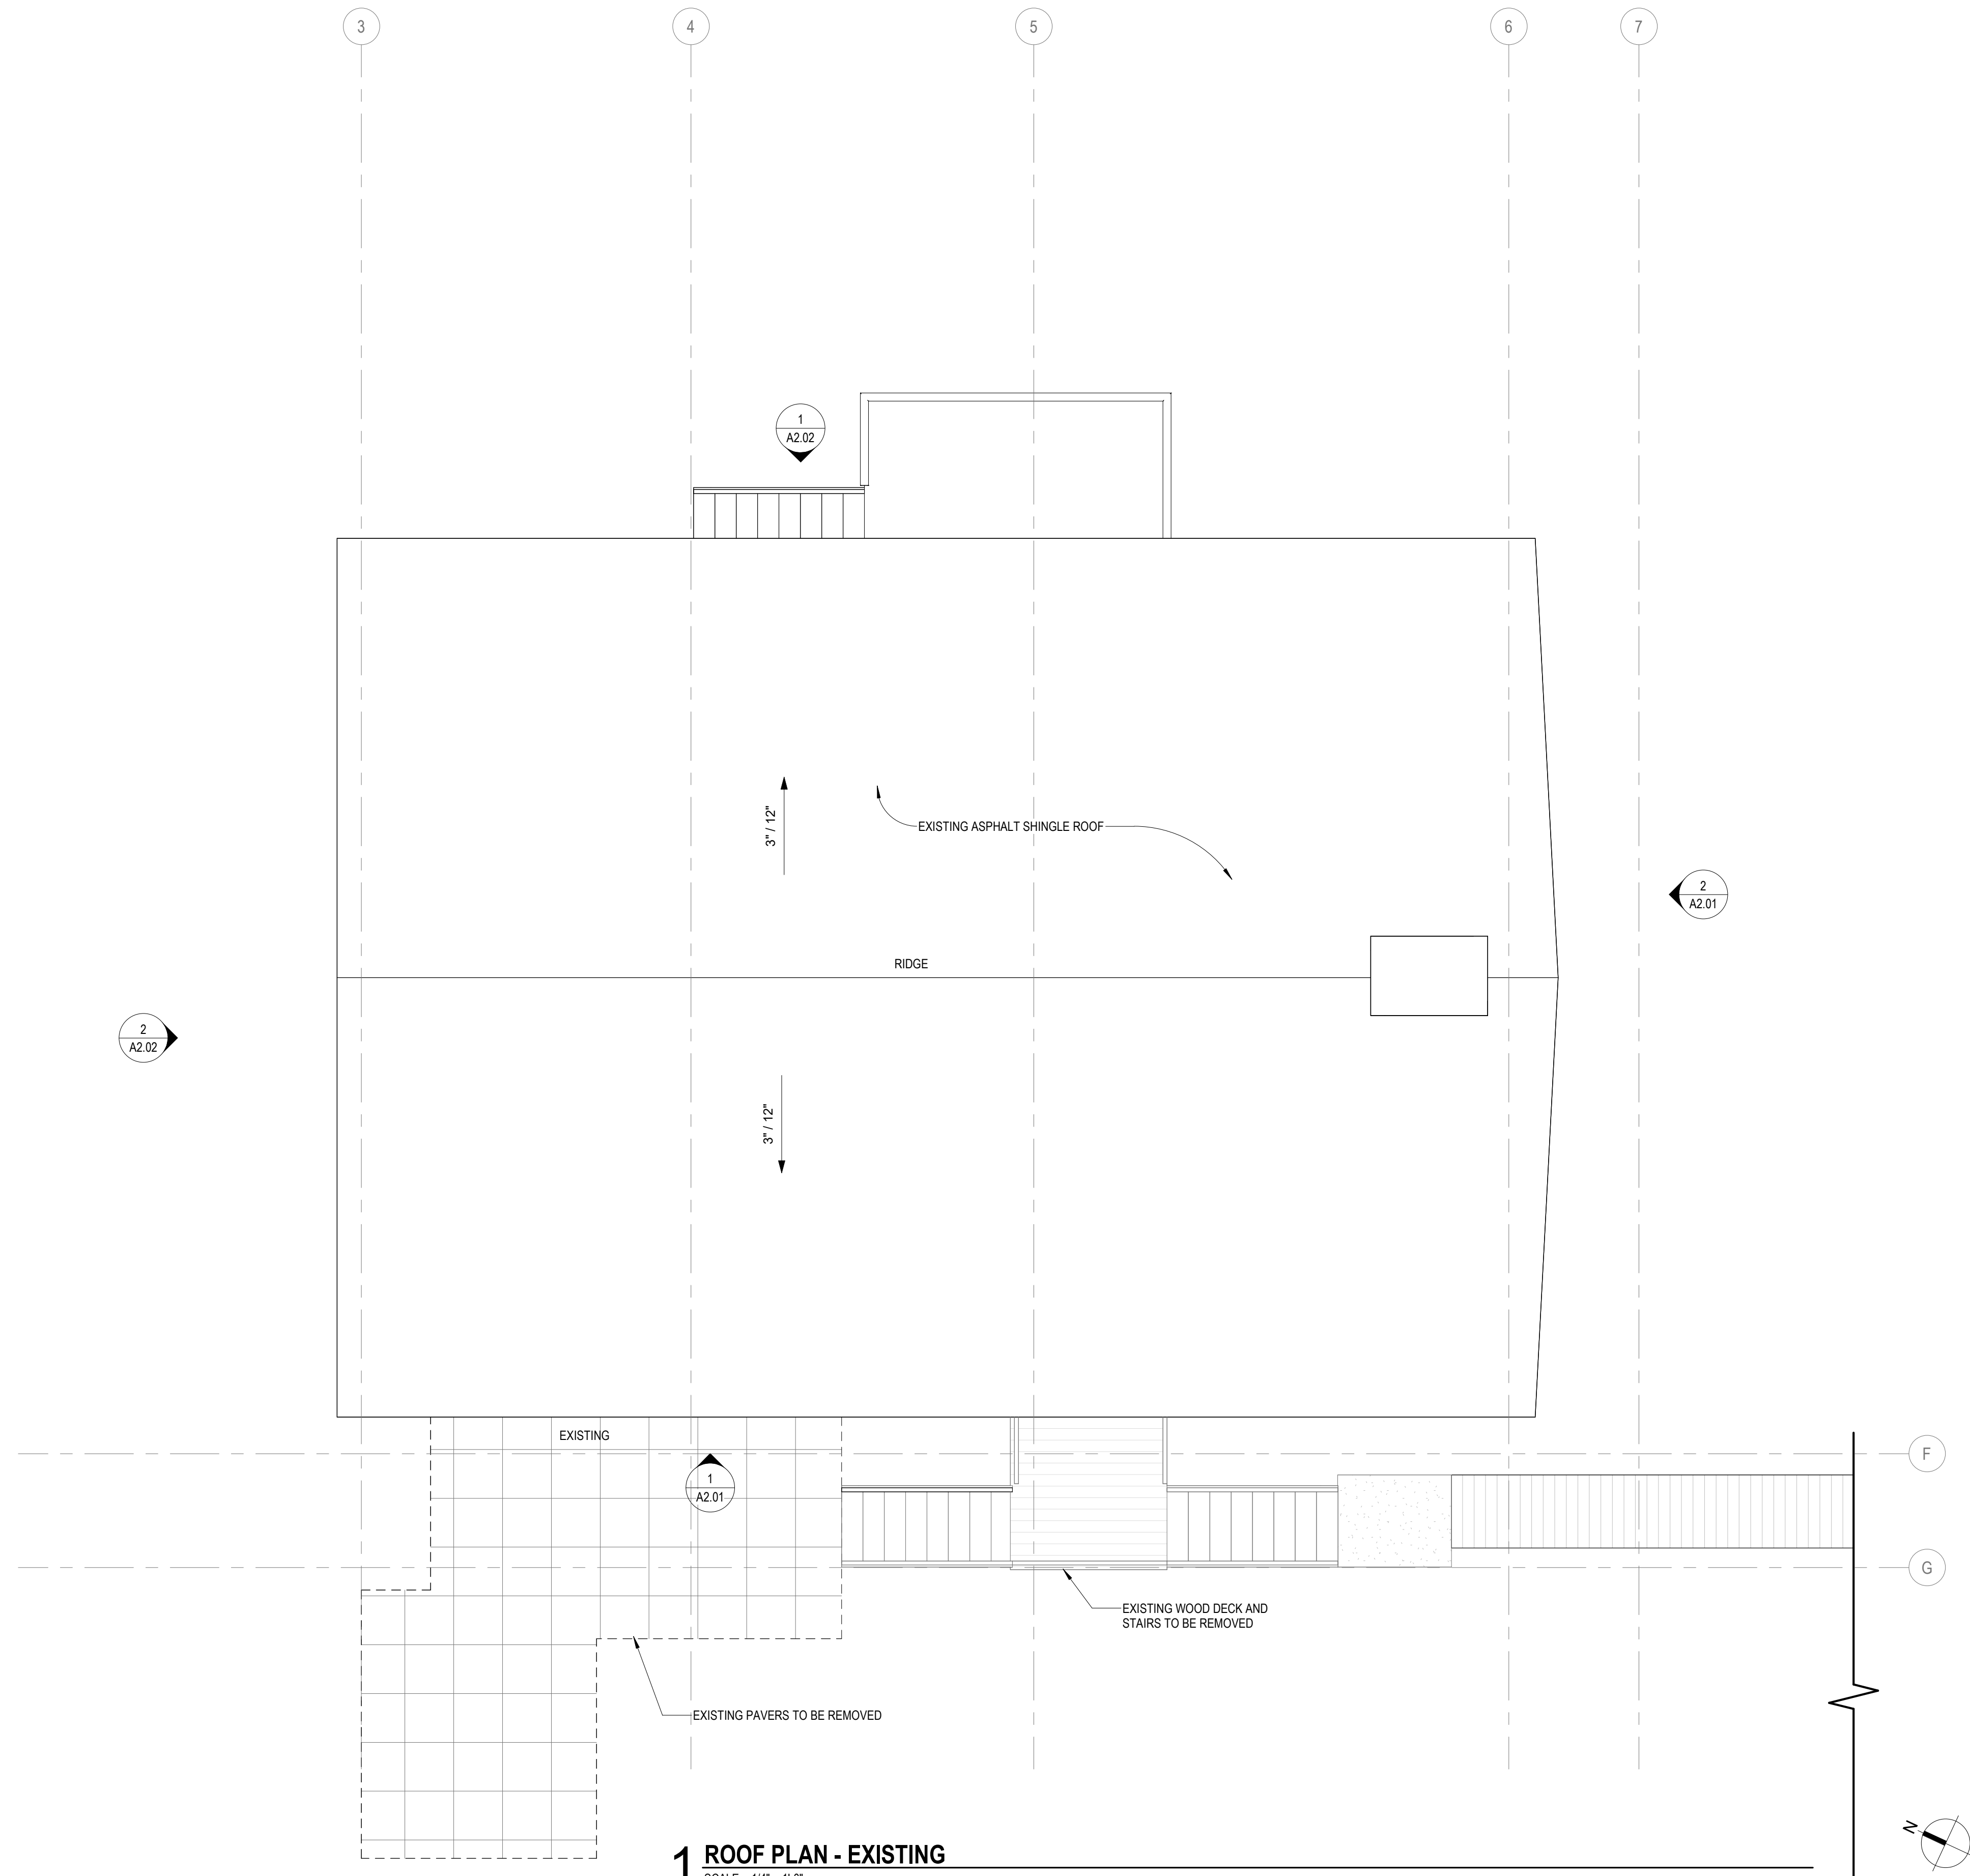 3
4
5
6
7
1
A2.02
3" / 12"
EXISTING ASPHALT SHINGLE ROOF
2
A2.01
RIDGE
2
A2.02
3" / 12"
EXISTING
F
1
A2.01
G
EXISTING WOOD DECK AND
STAIRS TO BE REMOVED
EXISTING PAVERS TO BE REMOVED
N
1 ROOF PLAN - EXISTING